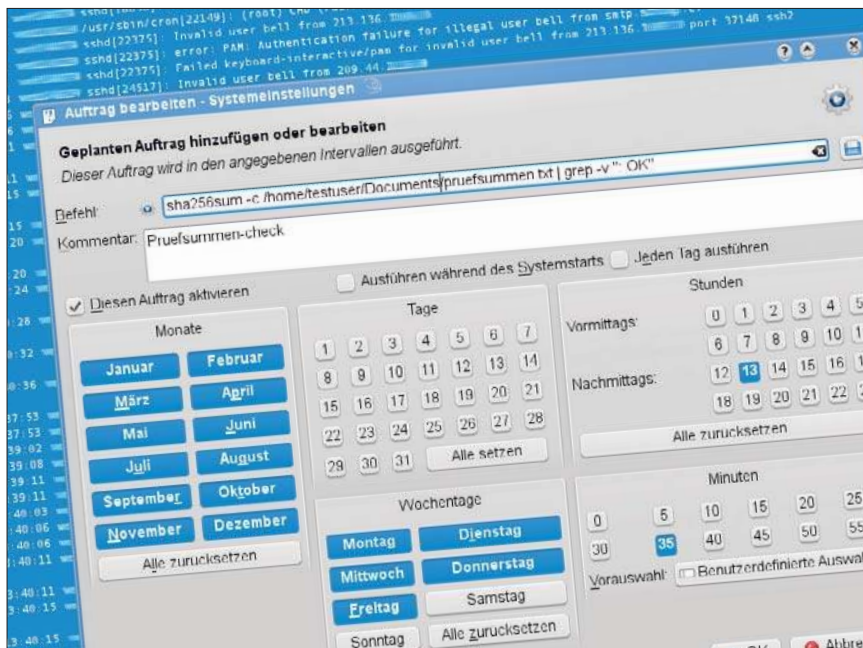 /usr/sbin/cron[22149]: (root) CMD
sshd[22375]: Invalid user bell from 213.136.
sshd[22375]: error: PAM: Authentication failure for illegal user bell from smtp.
sshd[22375]: Failed keyboard-interactive/pam for invalid user bell from 213.136. port 37148 ssh2
sshd[24517]: Invalid user bell from 209.44.
Auftrag bearbeiten - Systemeinstellungen
Geplanten Auftrag hinzufügen oder bearbeiten
Dieser Auftrag wird in den angegebenen Intervallen ausgeführt.
Befehl: sha256sum -c /home/testuser/Documents/pruefsummen.txt | grep -v ": OK"
Kommentar: Pruefsummen-check
Diesen Auftrag aktivieren Ausführen während des Systemstarts Jeden Tag ausführen
Monate
Januar Februar
März April
Mai Juni
Juli August
September Oktober
November Dezember
Alle zurücksetzen
Tage
1 2 3 4 5 6 7
8 9 10 11 12 13 14
15 16 17 18 19 20 21
22 23 24 25 26 27 28
29 30 31 Alle setzen
Wochentage
Montag Dienstag
Mittwoch Donnerstag
Freitag Samstag
Sonntag Alle zurücksetzen
Stunden
Vormittags: 0 1 2 3 4 5
6 7 8 9 10
Nachmittags: 12 13 14 15 16
18 19 20 21 22
Alle zurücksetzen
Minuten
0 5 10 15 20 25
30 35 40 45 50 55
Vorauswahl: Benutzerdefinierte Auswahl
OK Abbre